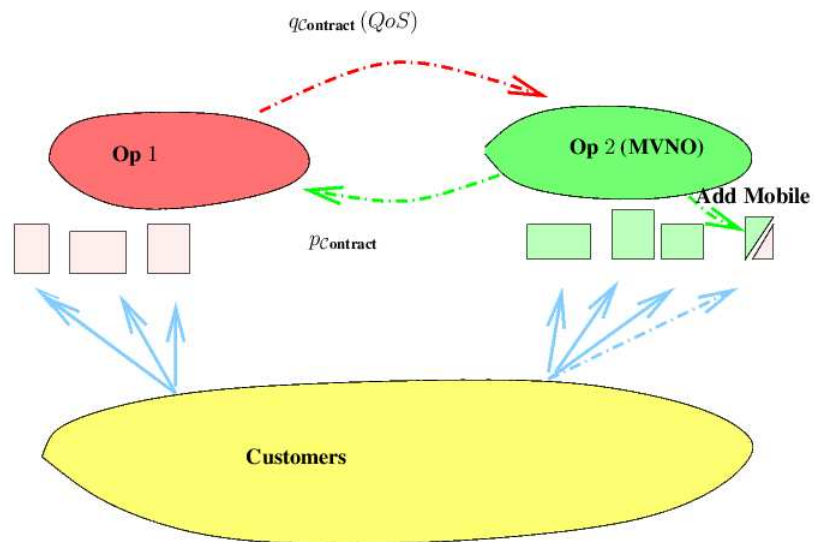 q_Contract (QoS)
Op 1
Op 2 (MVNO)
Add Mobile
p_Contract
Customers